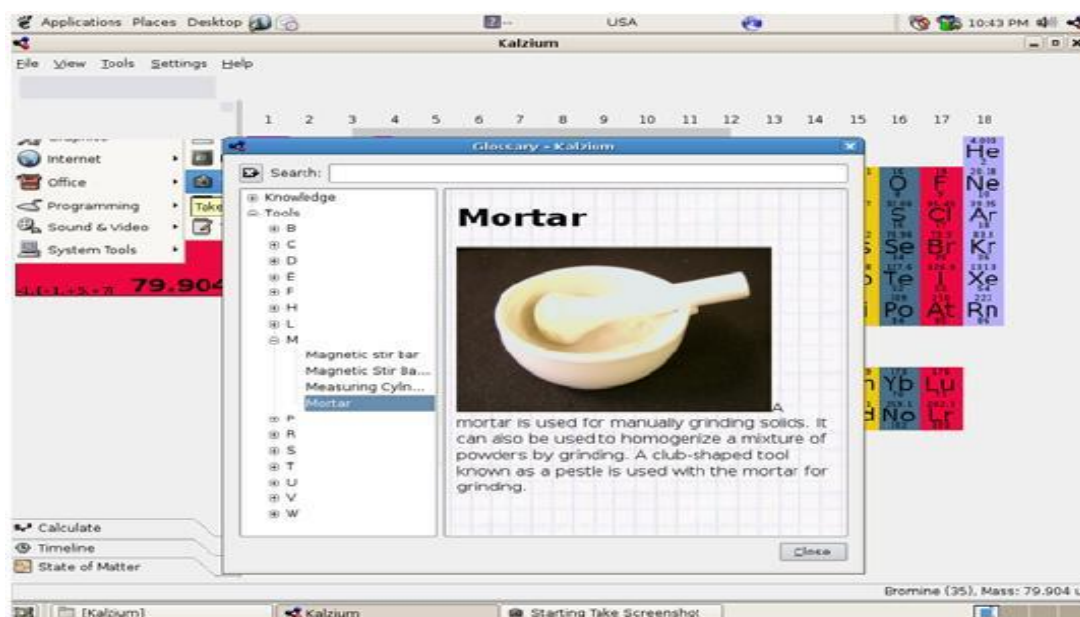 Applications Places Desktop
USA
10:43 PM
Kalzium
File View Tools Settings Help
1 2 3 4 5 6 7 8 9 10 11 12 13 14 15 16 17 18
Internet
Office
Programming
Sound & Video
System Tools
Take
79.904
Glossary - Kalzium
Search:
Knowledge
Tools
B
C
D
E
F
H
L
M
Magnetic stir bar
Magnetic Stir Ba...
Measuring Cyln...
Mortar
P
R
S
T
U
V
W
Mortar
A
mortar is used for manually grinding solids. It
can also be used to homogenize a mixture of
powders by grinding. A club-shaped tool
known as a pestle is used with the mortar for
grinding.
Close
He
O F Ne
S Cl Ar
Se Br Kr
Te I Xe
Po At Rn
Yb Lu
No Lr
Calculate
Timeline
State of Matter
Bromine (35), Mass: 79.904 u
[Kalzium]
Kalzium
Starting Take Screenshot